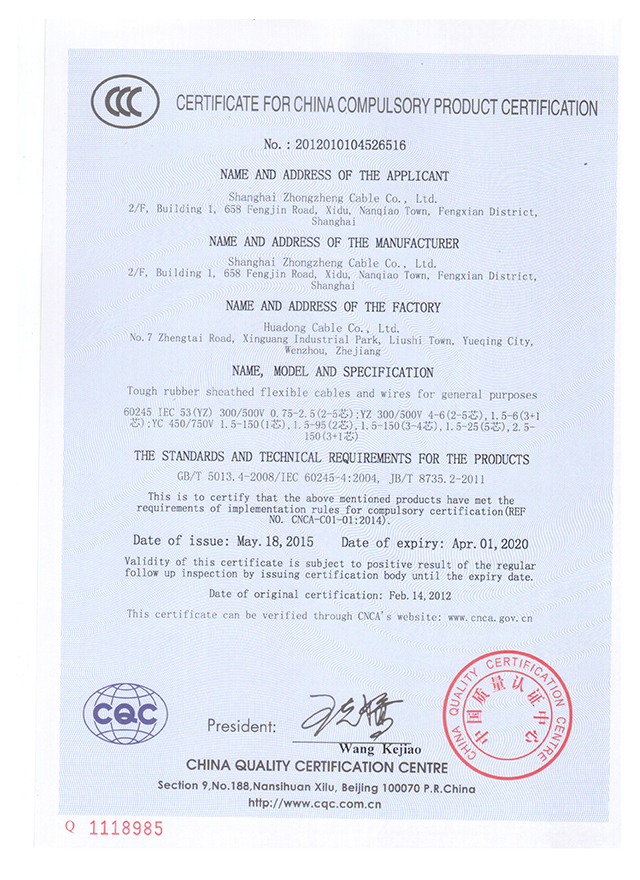 CCC
CERTIFICATE FOR CHINA COMPULSORY PRODUCT CERTIFICATION
No. : 2012010104526516
NAME AND ADDRESS OF THE APPLICANT
Shanghai Zhongzheng Cable Co., Ltd.
2/F, Building 1, 658 Fengjin Road, Xidu, Nanqiao Town, Fengxian District,
Shanghai
NAME AND ADDRESS OF THE MANUFACTURER
Shanghai Zhongzheng Cable Co., Ltd.
2/F, Building 1, 658 Fengjin Road, Xidu, Nanqiao Town, Fengxian District,
Shanghai
NAME AND ADDRESS OF THE FACTORY
Huadong Cable Co., Ltd.
No.7 Zhengtai Road, Xinguang Industrial Park, Liushi Town, Yueqing City,
Wenzhou, Zhejiang
NAME, MODEL AND SPECIFICATION
Tough rubber sheathed flexible cables and wires for general purposes
60245 IEC 53(YZ) 300/500V 0.75-2.5(2-5芯);YZ 300/500V 4-6(2-5芯),1.5-6(3+1
芯);YC 450/750V 1.5-150(1芯),1.5-95(2芯),1.5-150(3-4芯),1.5-25(5芯),2.5-
150(3+1芯)
THE STANDARDS AND TECHNICAL REQUIREMENTS FOR THE PRODUCTS
GB/T 5013.4-2008/IEC 60245-4:2004, JB/T 8735.2-2011
This is to certify that the above mentioned products have met the
requirements of implementation rules for compulsory certification(REF
NO. CNCA-C01-01:2014).
Date of issue: May.18,2015 Date of expiry: Apr.01,2020
Validity of this certificate is subject to positive result of the regular
follow up inspection by issuing certification body until the expiry date.
Date of original certification: Feb.14,2012
This certificate can be verified through CNCA's website: www.cnca.gov.cn
CQC
President:
王克娇
Wang Kejiao
CHINA QUALITY CERTIFICATION CENTRE
中国质量认证中心
CHINA QUALITY CERTIFICATION CENTRE
Section 9,No.188,Nansihuan Xilu, Beijing 100070 P.R.China
http://www.cqc.com.cn
Q 1118985